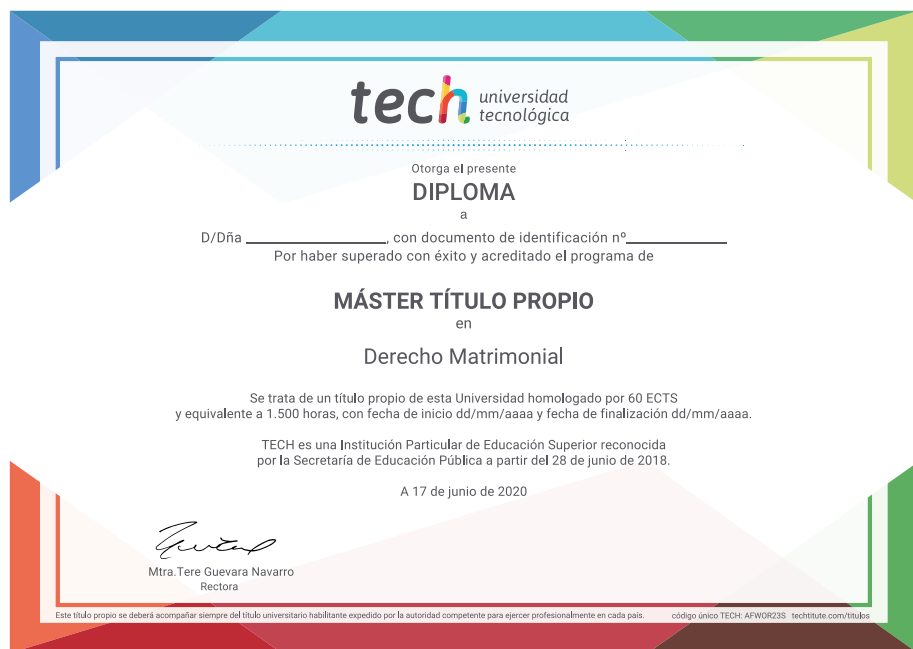 tech universidad
tecnológica
Otorga el presente
DIPLOMA
a
D/Dña ____________________, con documento de identificación nº______________
Por haber superado con éxito y acreditado el programa de
MÁSTER TÍTULO PROPIO
en
Derecho Matrimonial
Se trata de un título propio de esta Universidad homologado por 60 ECTS
y equivalente a 1.500 horas, con fecha de inicio dd/mm/aaaa y fecha de finalización dd/mm/aaaa.
TECH es una Institución Particular de Educación Superior reconocida
por la Secretaría de Educación Pública a partir del 28 de junio de 2018.
A 17 de junio de 2020
Mtra.Tere Guevara Navarro
Rectora
Este título propio se deberá acompañar siempre del título universitario habilitante expedido por la autoridad competente para ejercer profesionalmente en cada país. código único TECH: AFWOR23S techtitute.com/titulos